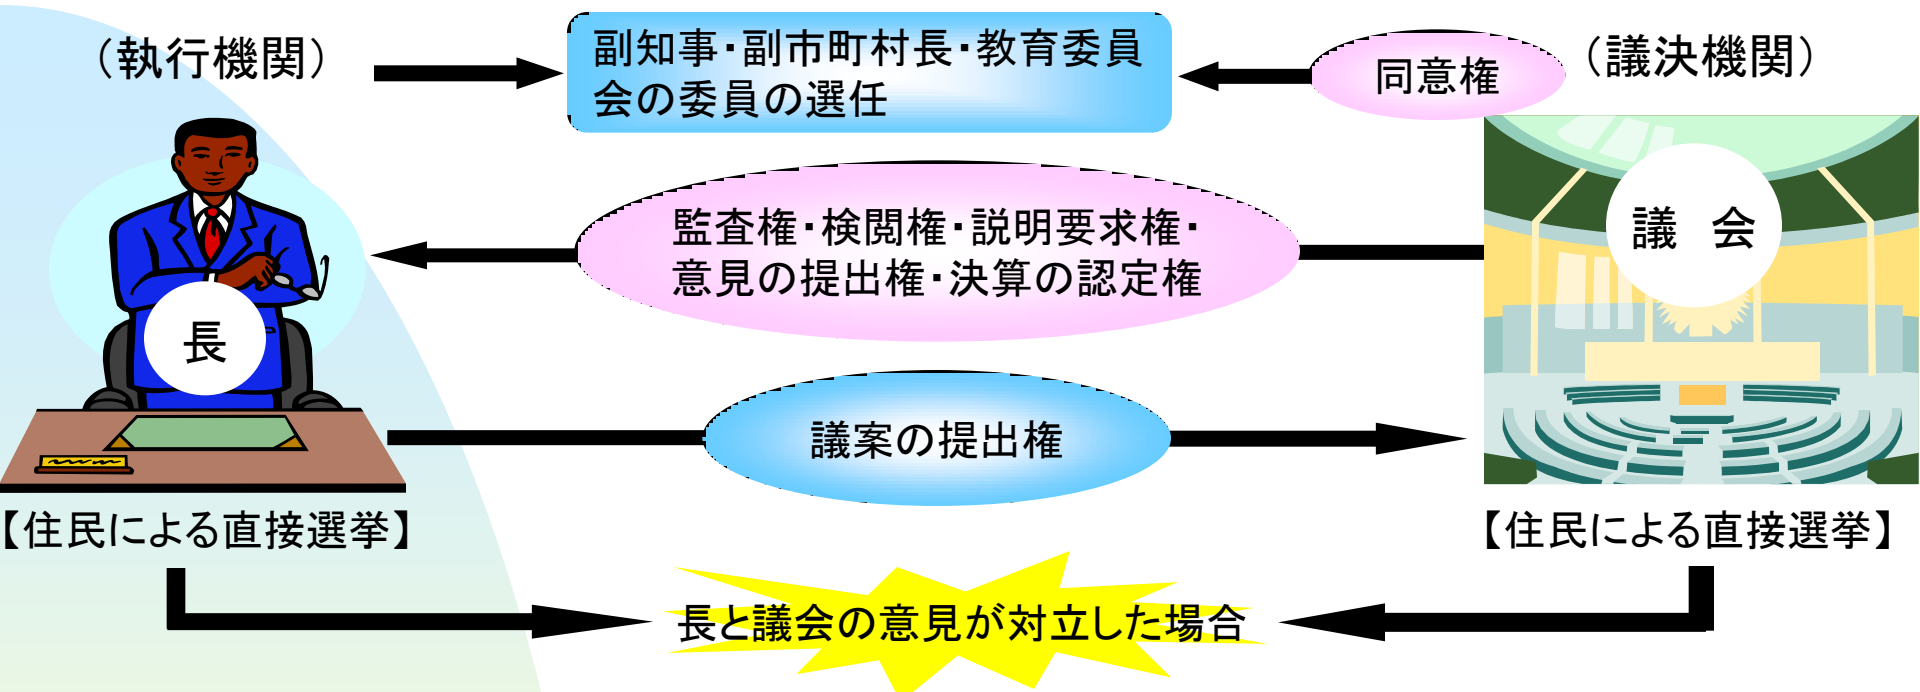 （執行機関）
副知事・副市町村長・教育委員
会の委員の選任
同意権
（議決機関）
監査権・検閲権・説明要求権・
意見の提出権・決算の認定権
議　会
長
議案の提出権
【住民による直接選挙】
【住民による直接選挙】
長と議会の意見が対立した場合